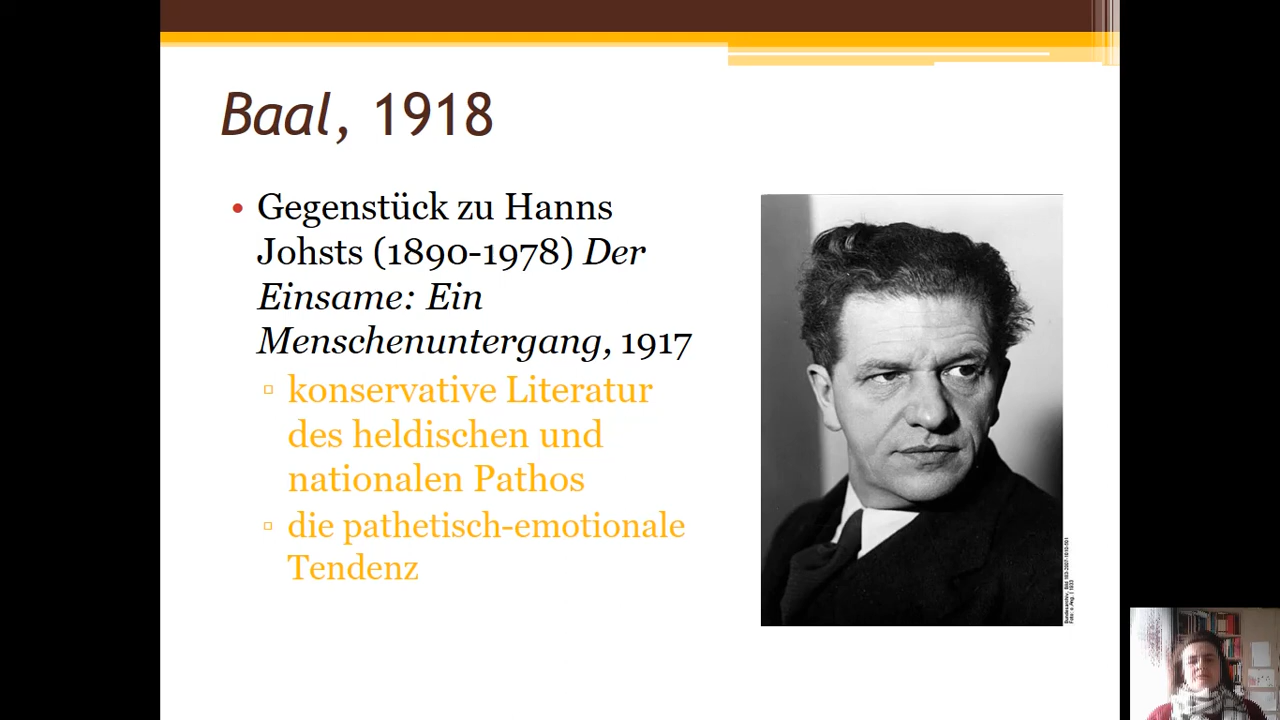 Baal, 1918
• Gegenstück zu Hanns
Johsts (1890-1978) Der
Einsame: Ein
Menschenuntergang, 1917
▫ konservative Literatur
des heldischen und
nationalen Pathos
▫ die pathetisch-emotionale
Tendenz